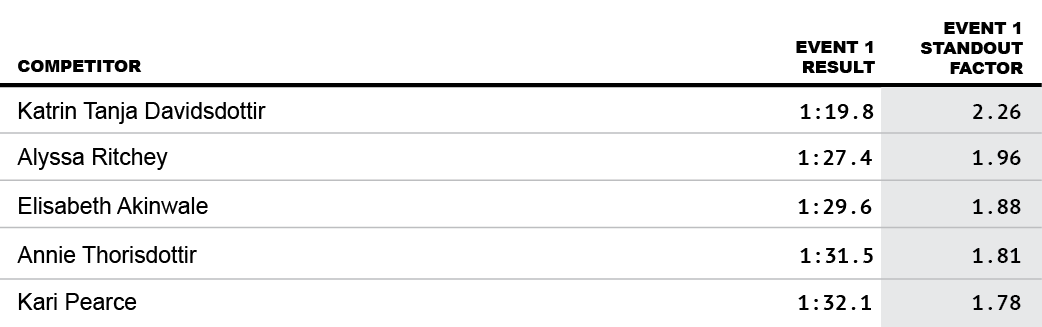 COMPETITOR EVENT 1 RESULT EVENT 1 STANDOUT FACTOR
Katrin Tanja Davidsdottir 1:19.8 2.26
Alyssa Ritchey 1:27.4 1.96
Elisabeth Akinwale 1:29.6 1.88
Annie Thorisdottir 1:31.5 1.81
Kari Pearce 1:32.1 1.78